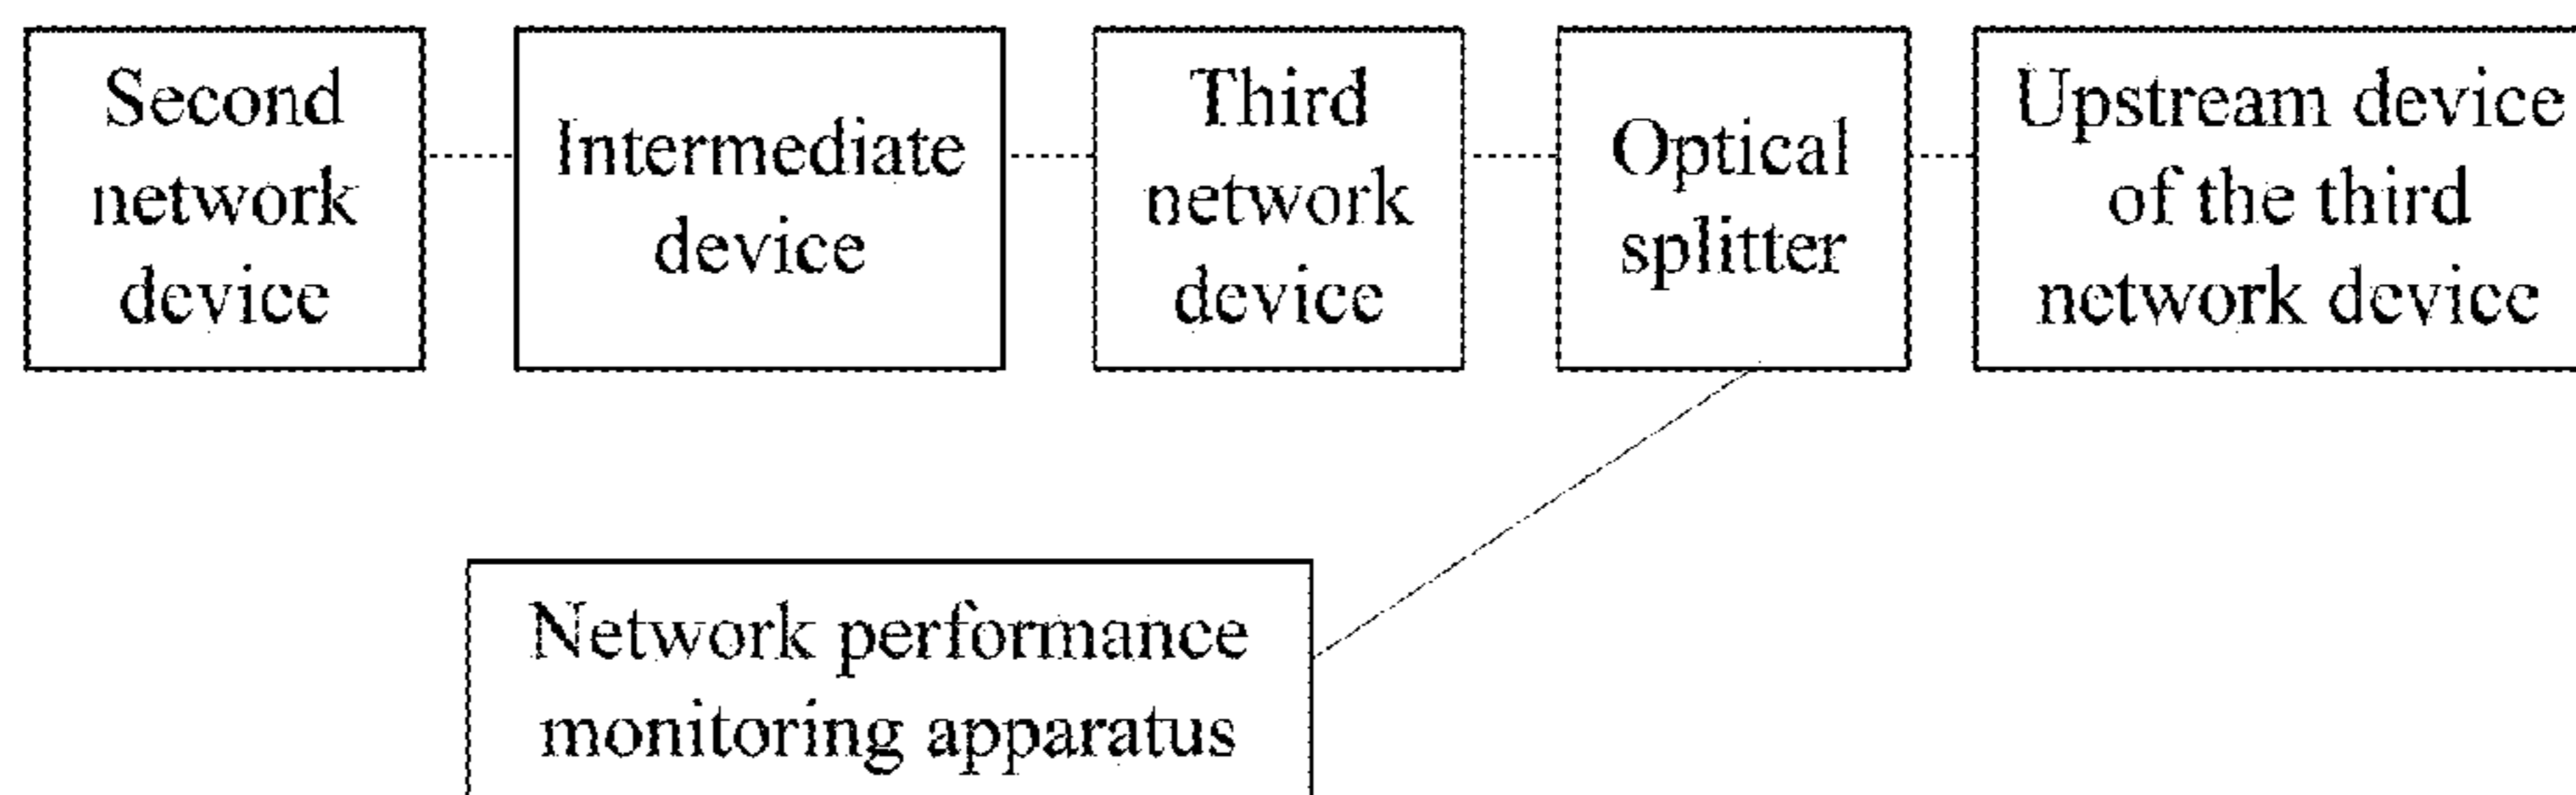 Second
network
device
Intermediate
device
Third
network
device
Optical
splitter
Upstream device
of the third
network device
Network performance
monitoring apparatus